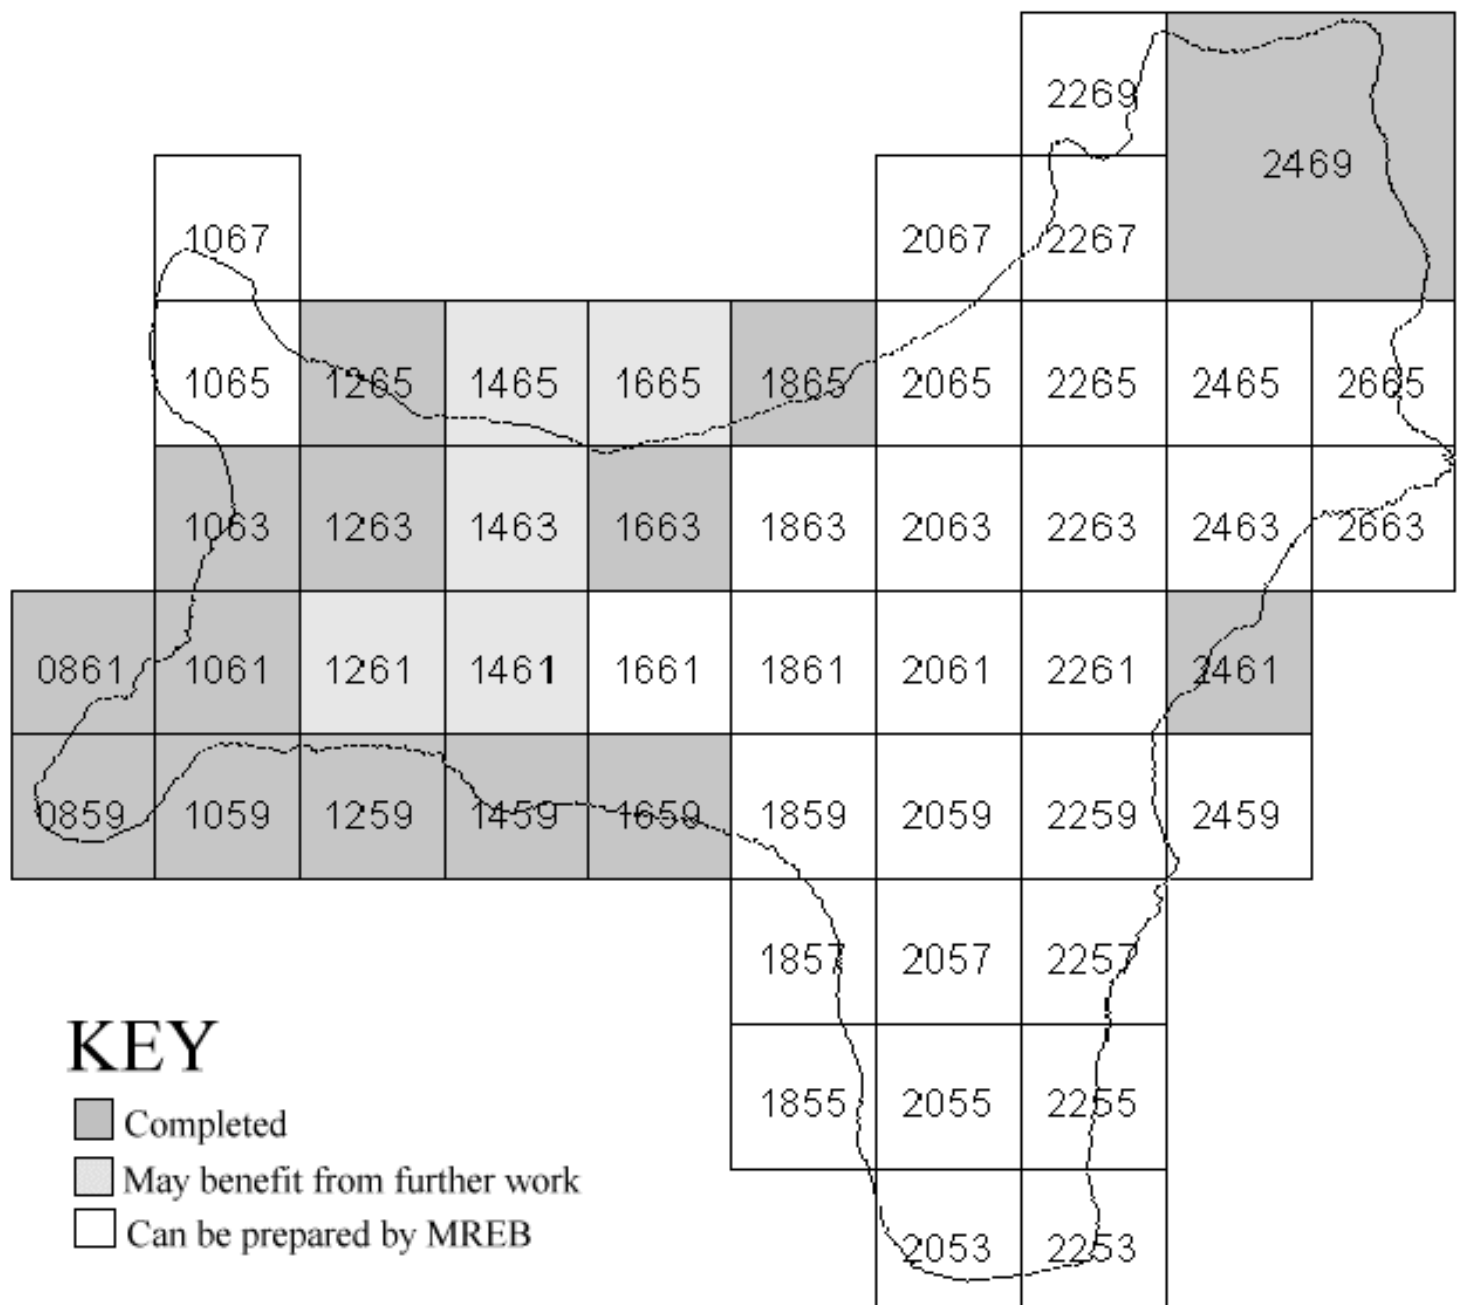 2269
2469
1067 2067 2267
1065 1265 1465 1665 1865 2065 2265 2465 2665
1063 1263 1463 1663 1863 2063 2263 2463 2663
0861 1061 1261 1461 1661 1861 2061 2261 2461
0859 1059 1259 1459 1659 1859 2059 2259 2459
1857 2057 2257
1855 2055 2255
2053 2253
KEY
Completed
May benefit from further work
Can be prepared by MREB